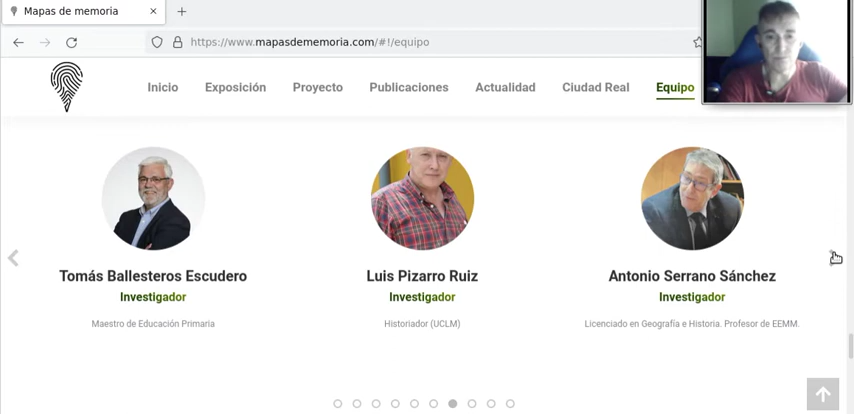 Mapas de memoria
https://www.mapasdememoria.com/#!/equipo
Inicio Exposición Proyecto Publicaciones Actualidad Ciudad Real Equipo
Tomás Ballesteros Escudero
Investigador
Maestro de Educación Primaria
Luis Pizarro Ruiz
Investigador
Historiador (UCLM)
Antonio Serrano Sánchez
Investigador
Licenciado en Geografía e Historia. Profesor de EEMM.